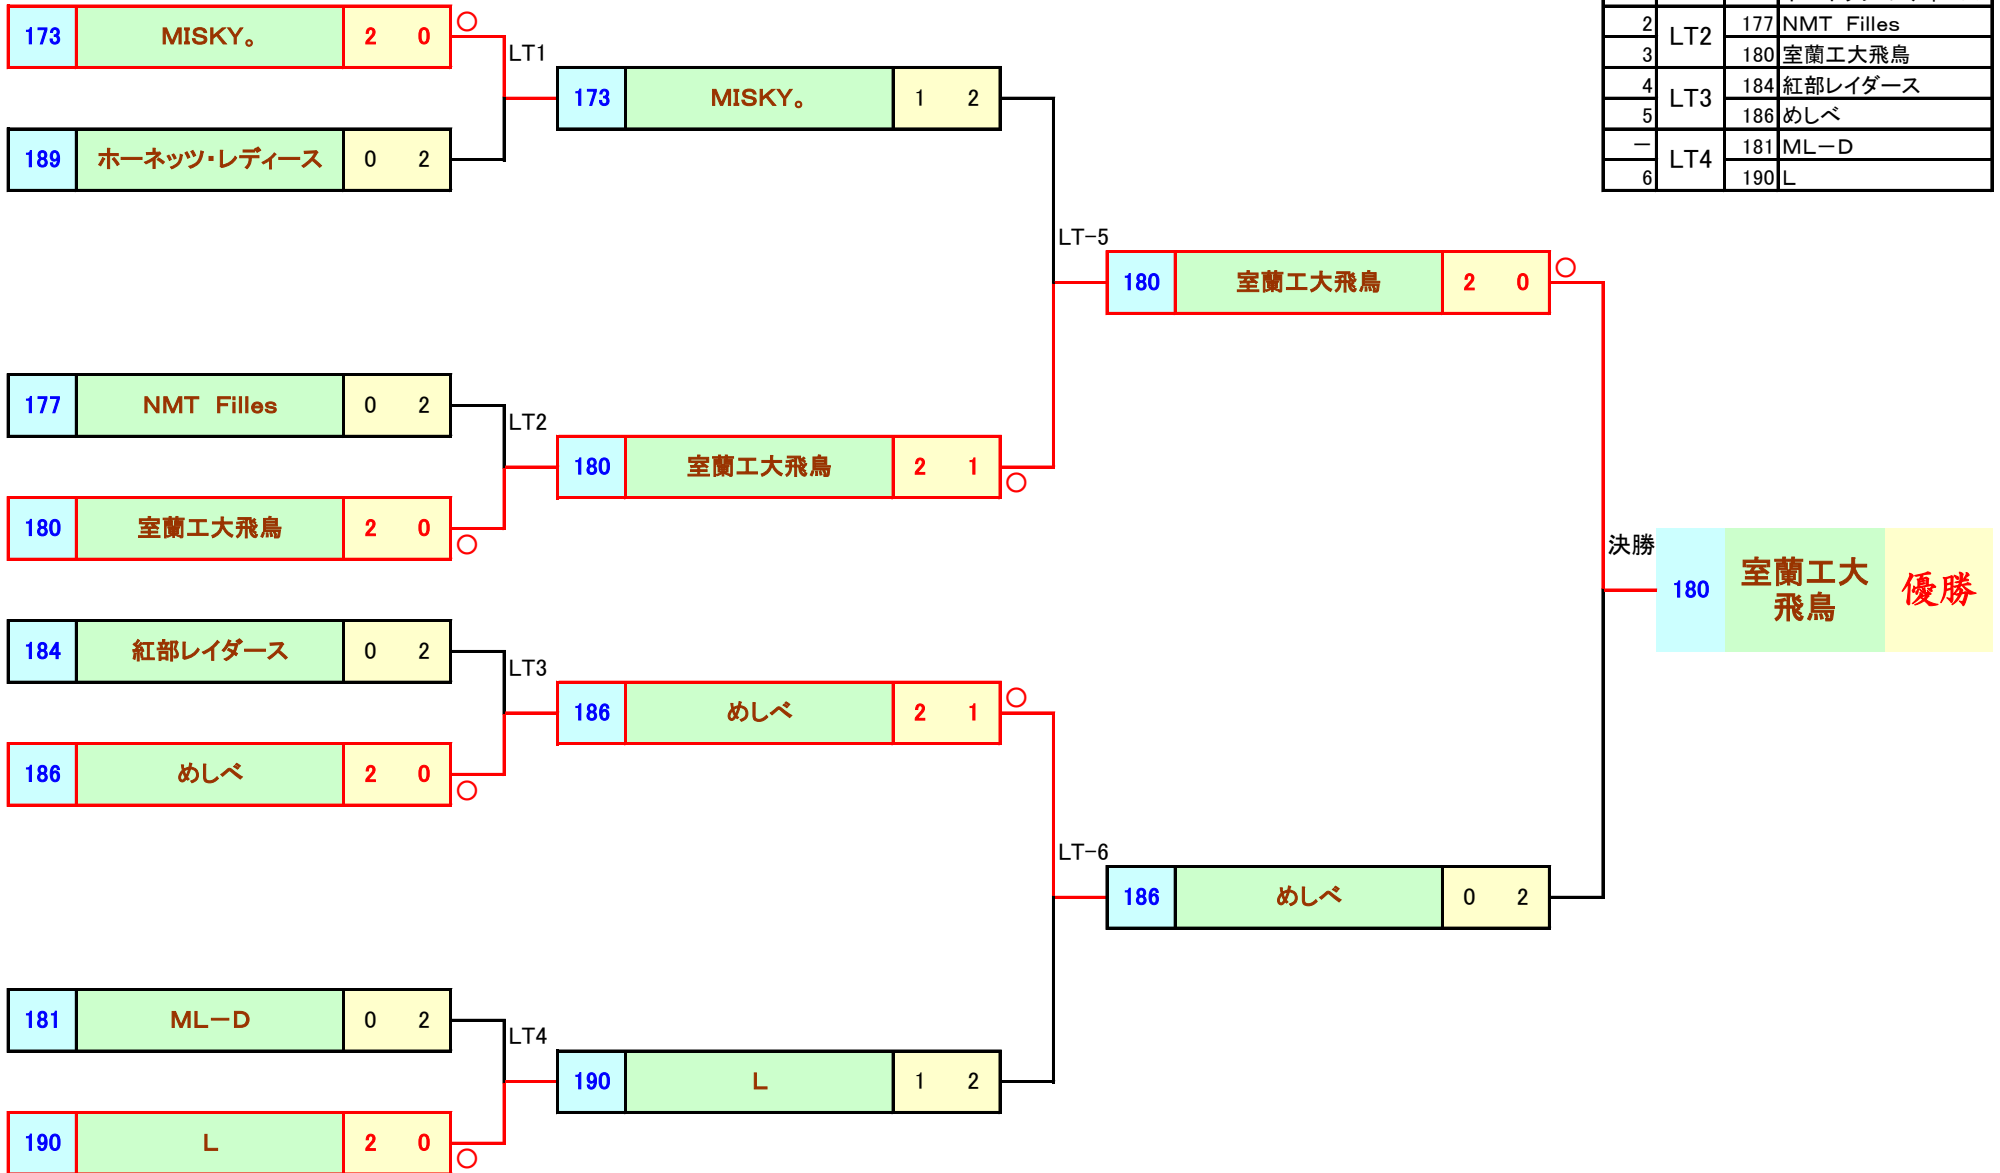 173 MISKY。 2 0 ○
LT1
189 ホーネッツ・レディース 0 2
173 MISKY。 1 2
LT-5
177 NMT Filles 0 2
LT2
180 室蘭工大飛鳥 2 0 ○
180 室蘭工大飛鳥 2 1 ○
180 室蘭工大飛鳥 2 0 ○
184 紅部レイダース 0 2
LT3
186 めしべ 2 0 ○
186 めしべ 2 1 ○
LT-6
181 ML－D 0 2
LT4
190 L 2 0 ○
190 L 1 2
186 めしべ 0 2
決勝
180 室蘭工大 優勝
飛鳥
2 LT2 177 NMT Filles
3 180 室蘭工大飛鳥
4 LT3 184 紅部レイダース
5 186 めしべ
－ LT4 181 ML－D
6 190 L